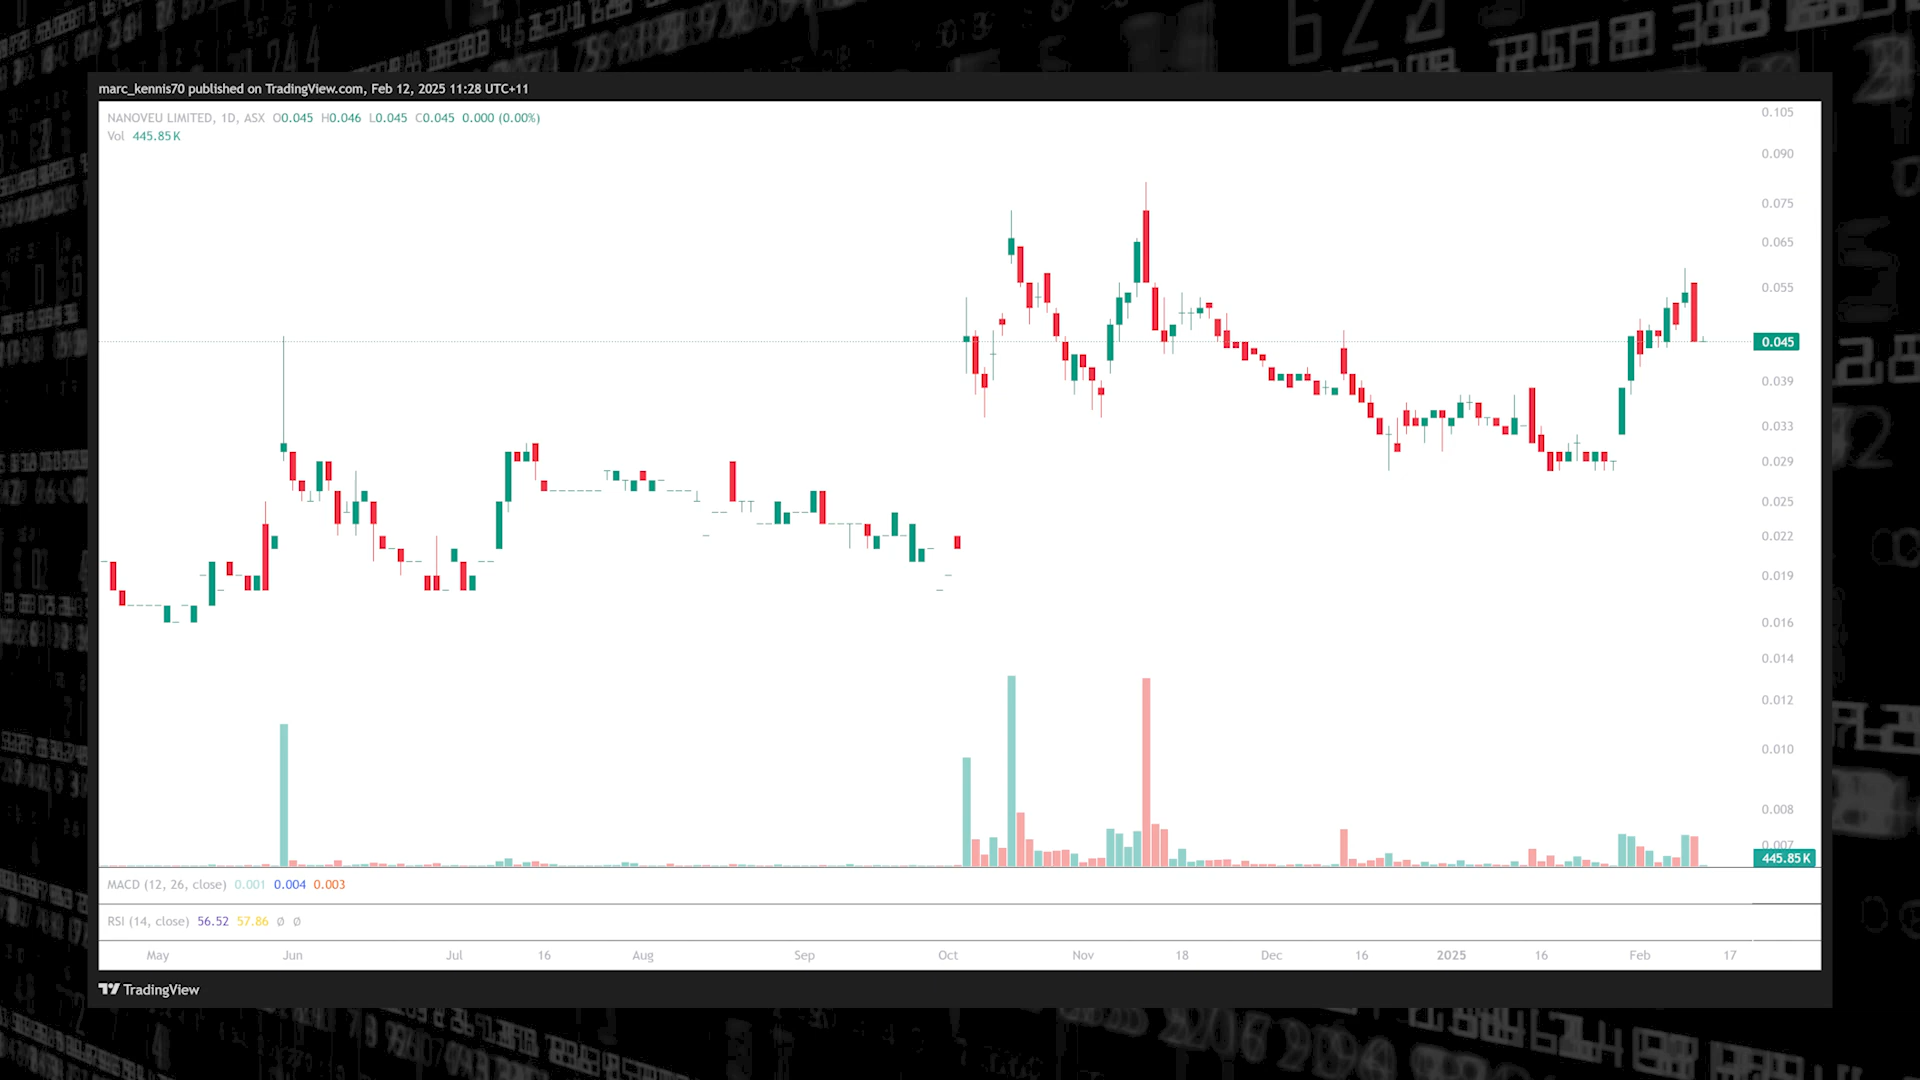 marc_kennis70 published on TradingView.com, Feb 12, 2025 11:28 UTC+11
NANOVEU LIMITED, 1D, ASX O0.045 H0.046 L0.045 C0.045 0.000 (0.00%)
Vol 445.85K
0.105
0.090
0.075
0.065
0.055
0.045
0.039
0.033
0.029
0.025
0.022
0.019
0.016
0.014
0.012
0.010
0.008
0.007
445.85K
MACD (12, 26, close) 0.001 0.004 0.003
RSI (14, close) 56.52 57.86 ∅ ∅
May Jun Jul 16 Aug Sep Oct Nov 18 Dec 16 2025 16 Feb 17
TradingView